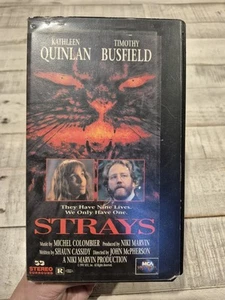 KATHLEEN TIMOTHY
QUINLAN BUSFIELD
They Have Nine Lives.
We Only Have One.
STRAYS
Music by MICHEL COLOMBIER Produced by NIKI MARVIN
Written by SHAUN CASSIDY Directed by JOHN McPHERSON
A NIKI MARVIN PRODUCTION
STEREO
SURROUND
R
MCA